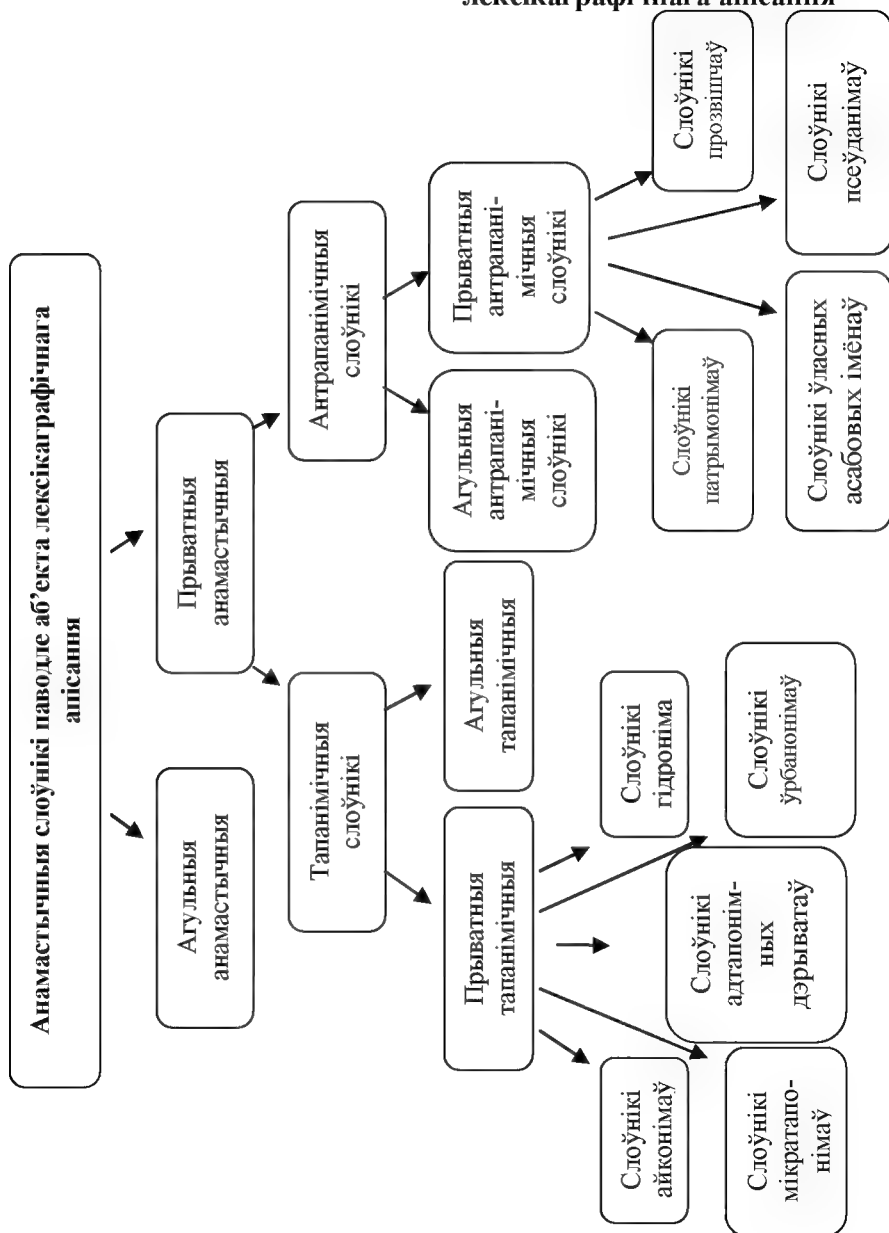 лексікаграфічнага апісання
Анамастычныя слоўнікі паводле аб’екта лексікаграфічнага
апісання
Агульныя
анамастычныя
Прыватныя
анамастычныя
Тапанімічныя
слоўнікі
Антрапанімічныя
слоўнікі
Прыватныя
тапанімічныя
Агульныя
тапанімічныя
Агульныя
антрапані-
мічныя
слоўнікі
Прыватныя
антрапані-
мічныя
слоўнікі
Слоўнікі
айконімаў
Слоўнікі
гідроніма
Слоўнікі
патрымонімаў
Слоўнікі
прозвішчаў
Слоўнікі
мікратапо-
німаў
Слоўнікі
адтапонім-
ных
дэрыватаў
Слоўнікі
ўрбанонімаў
Слоўнікі ўласных
асабовых імёнаў
Слоўнікі
псеўданімаў